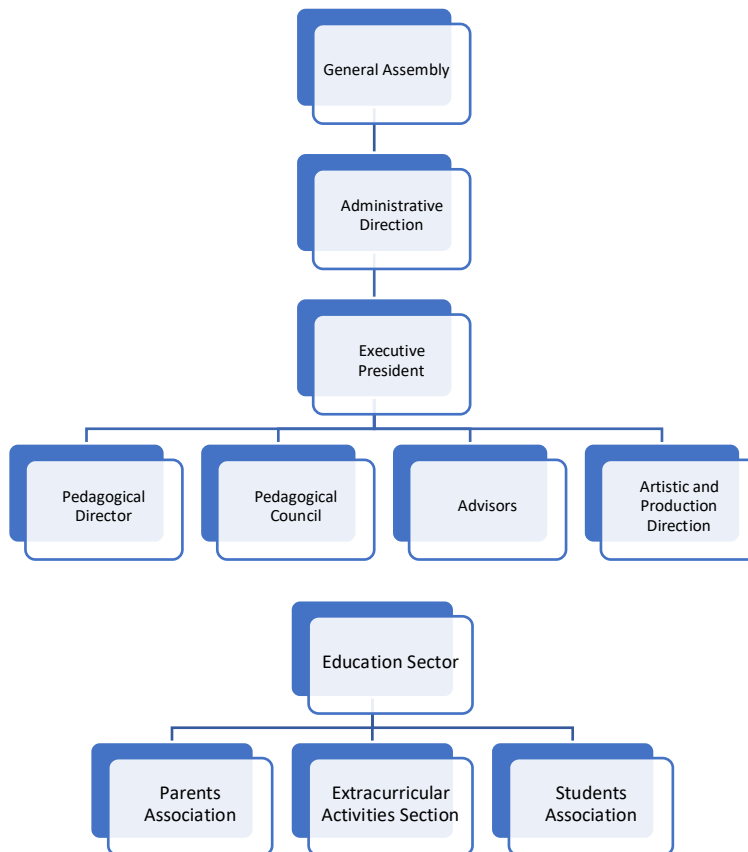 General Assembly
Administrative
Direction
Executive
President
Pedagogical
Director
Pedagogical
Council
Advisors
Artistic and
Production
Direction
Education Sector
Parents
Association
Extracurricular
Activities Section
Students
Association